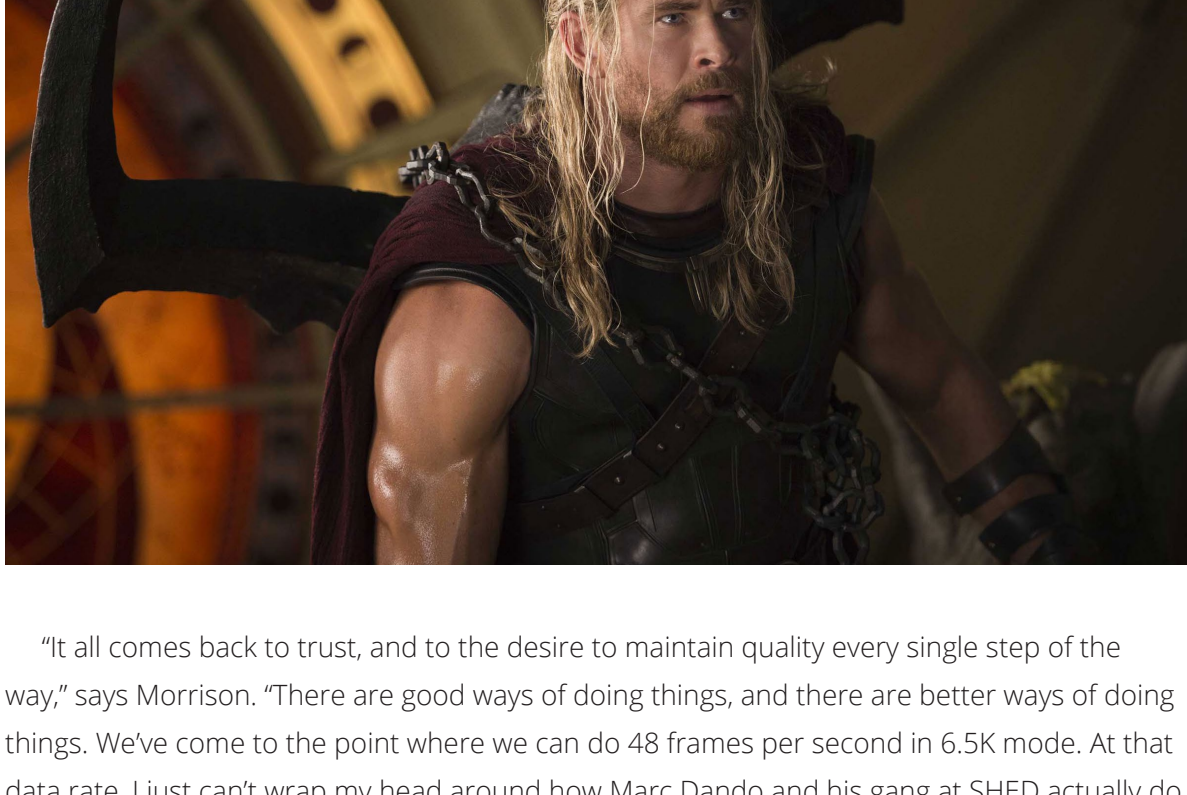 “It all comes back to trust, and to the desire to maintain quality every single step of the
way,” says Morrison. “There are good ways of doing things, and there are better ways of doing
things. We’ve come to the point where we can do 48 frames per second in 6.5K mode. At that
data rate, I just can’t wrap my head around how Marc Dando and his gang at SHED actually do